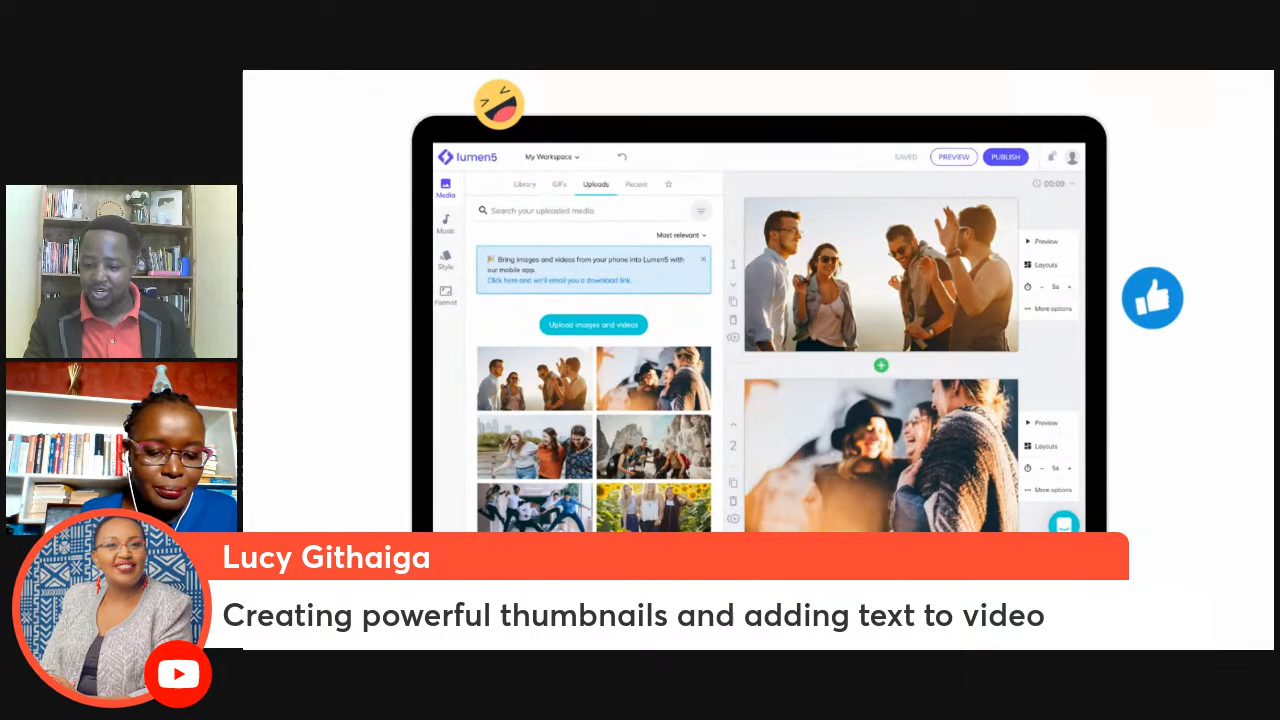 lumen5
My Workspace
SAVED
PREVIEW
PUBLISH
Media
Music
Style
Format
Library
GIFs
Uploads
Recent
Search your uploaded media
Most relevant
Bring images and videos from your phone into Lumen5 with
our mobile app.
Click here and we'll email you a download link.
Upload images and videos
00:09
1
Preview
Layouts
- 5s +
More options
2
Preview
Layouts
- 5s +
More options
Lucy Githaiga
Creating powerful thumbnails and adding text to video